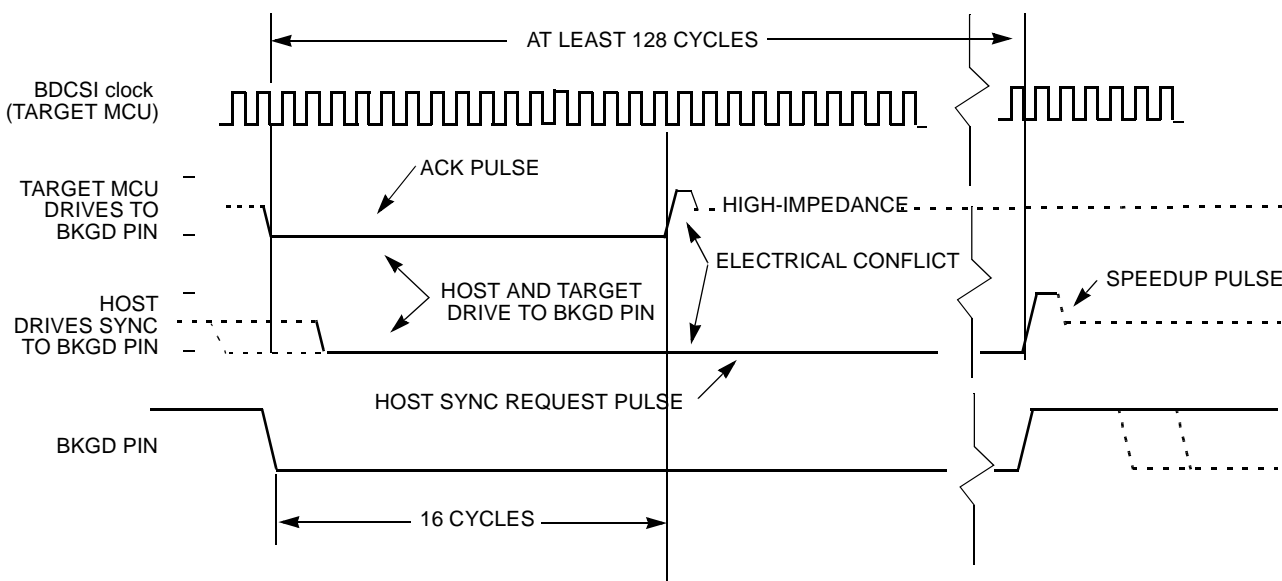 AT LEAST 128 CYCLES
BDCSI clock
(TARGET MCU)
ACK PULSE
TARGET MCU
DRIVES TO
BKGD PIN
HIGH-IMPEDANCE
ELECTRICAL CONFLICT
HOST AND TARGET
DRIVE TO BKGD PIN
SPEEDUP PULSE
HOST
DRIVES SYNC
TO BKGD PIN
HOST SYNC REQUEST PULSE
BKGD PIN
16 CYCLES